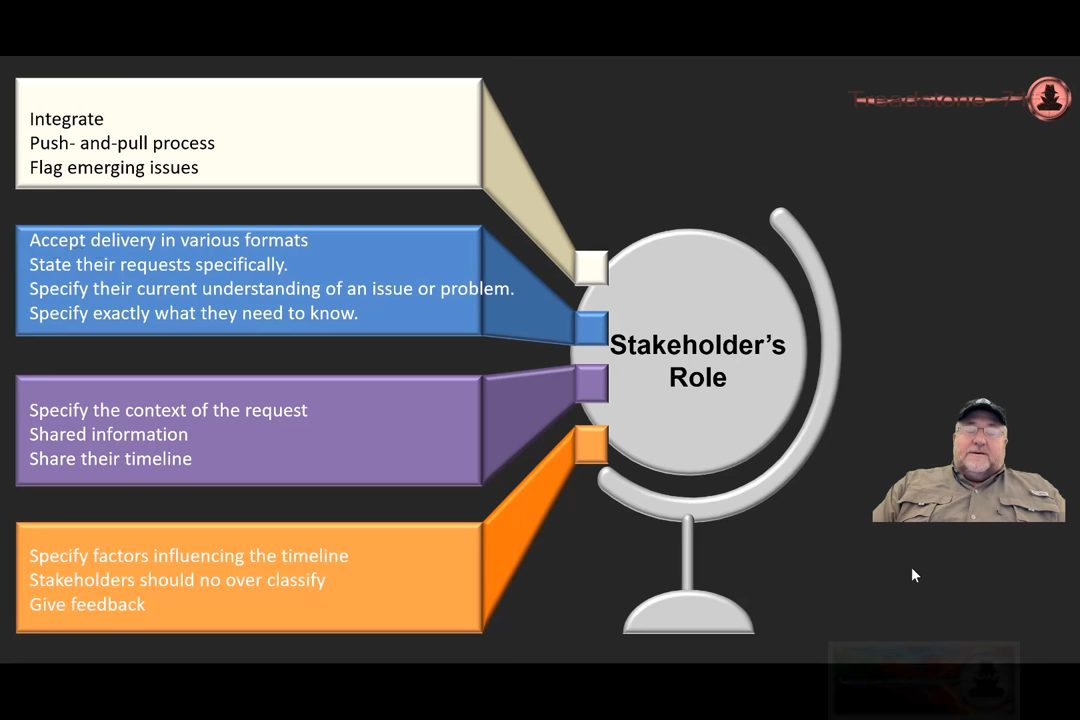 Integrate
Push- and-pull process
Flag emerging issues
Accept delivery in various formats
State their requests specifically.
Specify their current understanding of an issue or problem.
Specify exactly what they need to know.
Specify the context of the request
Shared information
Share their timeline
Specify factors influencing the timeline
Stakeholders should no over classify
Give feedback
Stakeholder's
Role
Treadstone